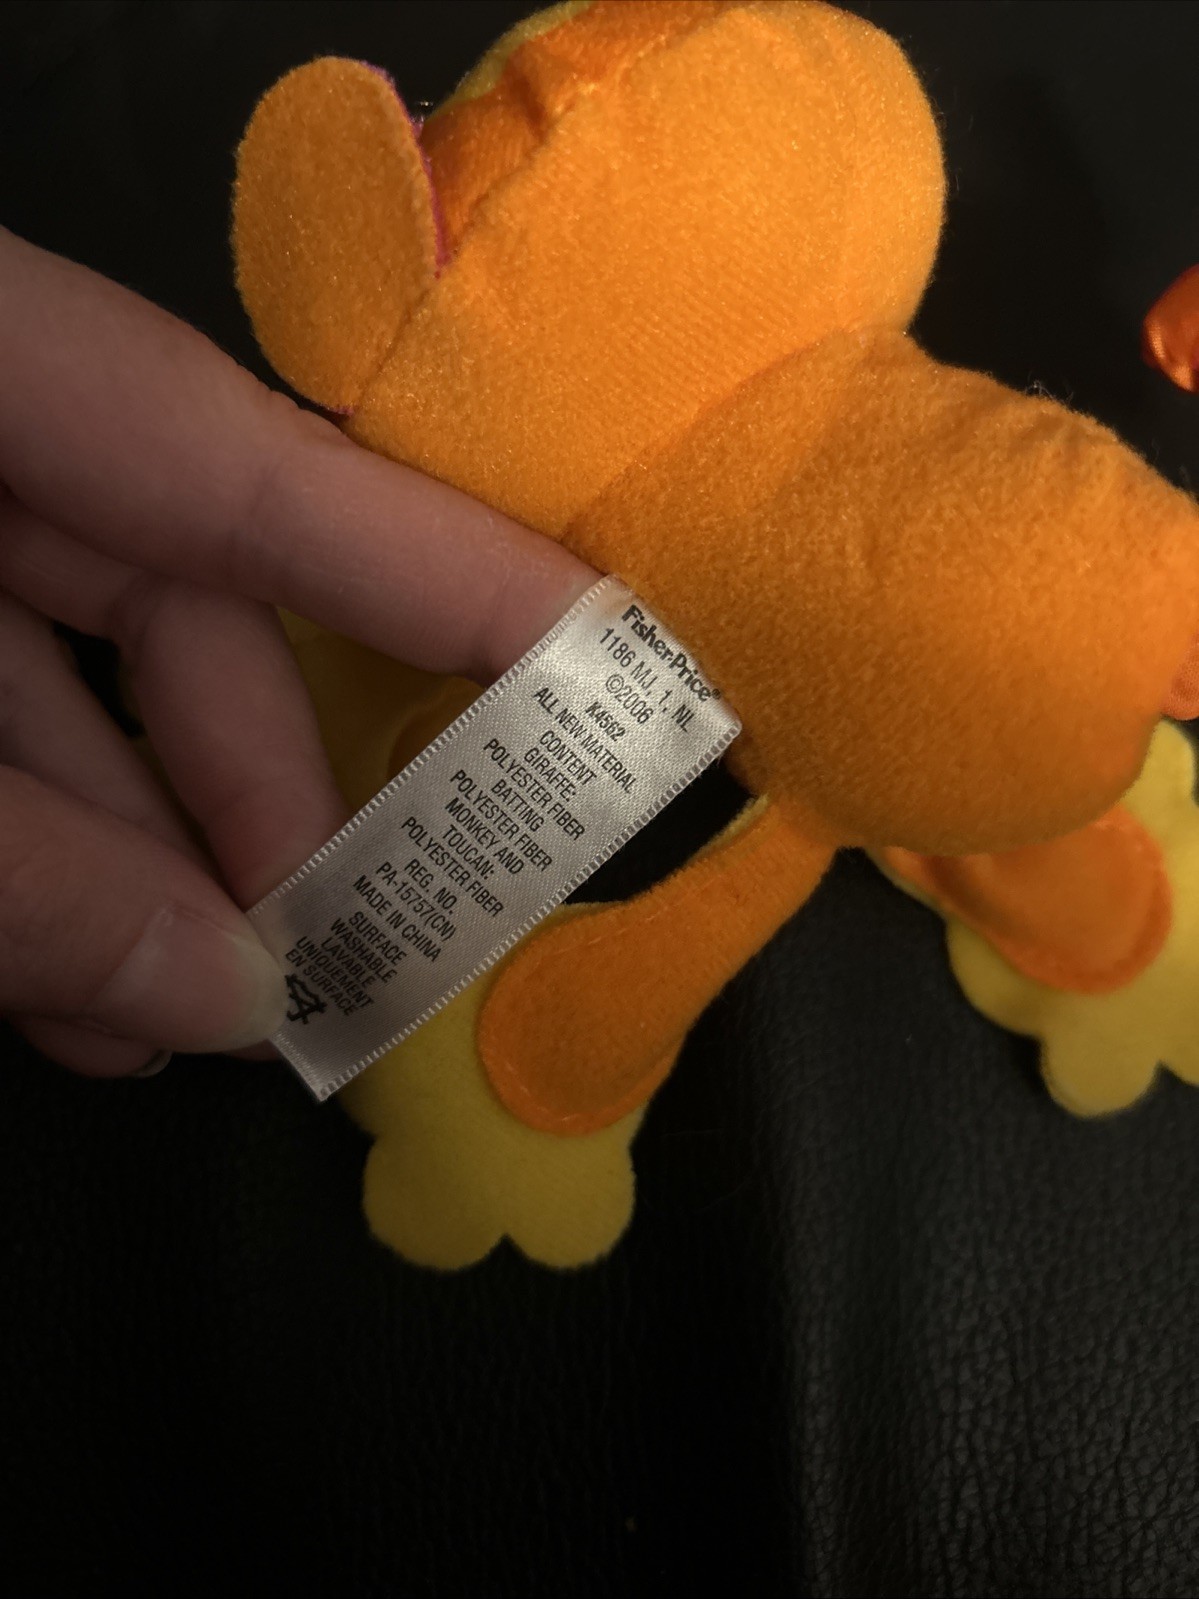 Fisher-Price®
1186 MJ, 1, NL
©2006
K4562
ALL NEW MATERIAL
CONTENT
GIRAFFE:
POLYESTER FIBER
BATTING
POLYESTER FIBER
MONKEY AND
TOUCAN:
POLYESTER FIBER
REG. NO.
PA-15757(CN)
MADE IN CHINA
SURFACE
WASHABLE
LAVABLE
UNIQUEMENT
EN SURFACE